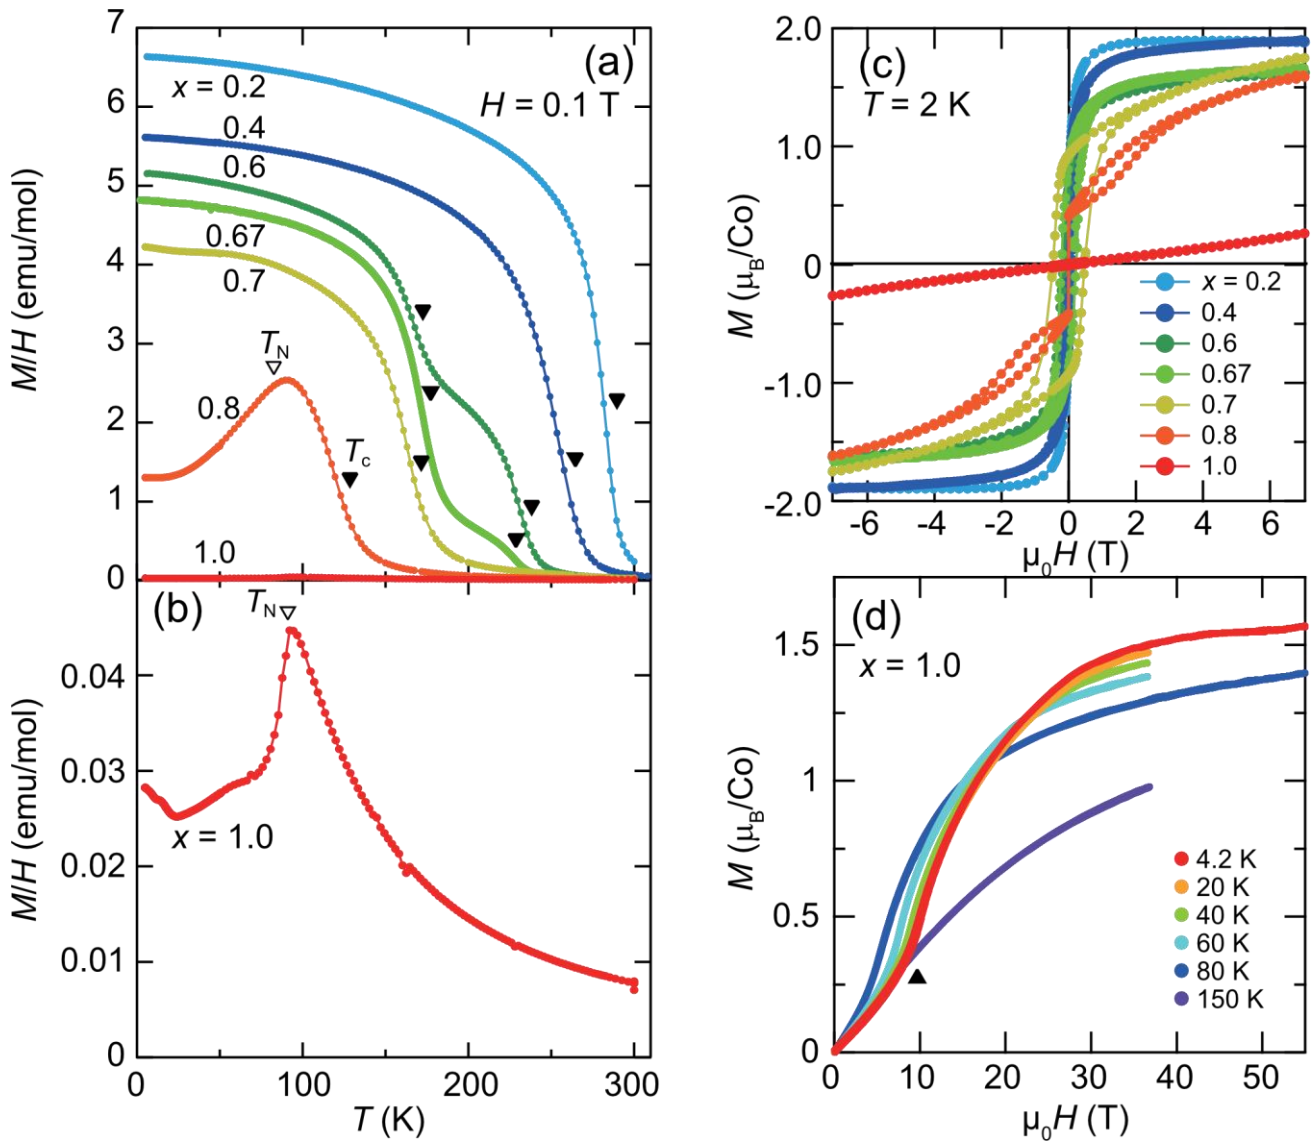 (a)
H = 0.1 T
M/H (emu/mol)
7
6
5
4
3
2
1
0
x = 0.2
0.4
0.6
0.67
0.7
T_N
0.8
T_c
1.0
(b)
T_N
M/H (emu/mol)
0.04
0.03
0.02
0.01
0
x = 1.0
0 100 200 300
T (K)
(c)
T = 2 K
M (μ_B/Co)
2.0
1.0
0
-1.0
-2.0
x = 0.2
0.4
0.6
0.67
0.7
0.8
1.0
-6 -4 -2 0 2 4 6
μ₀H (T)
(d)
x = 1.0
M (μ_B/Co)
1.5
1
0.5
0
4.2 K
20 K
40 K
60 K
80 K
150 K
0 10 20 30 40 50
μ₀H (T)